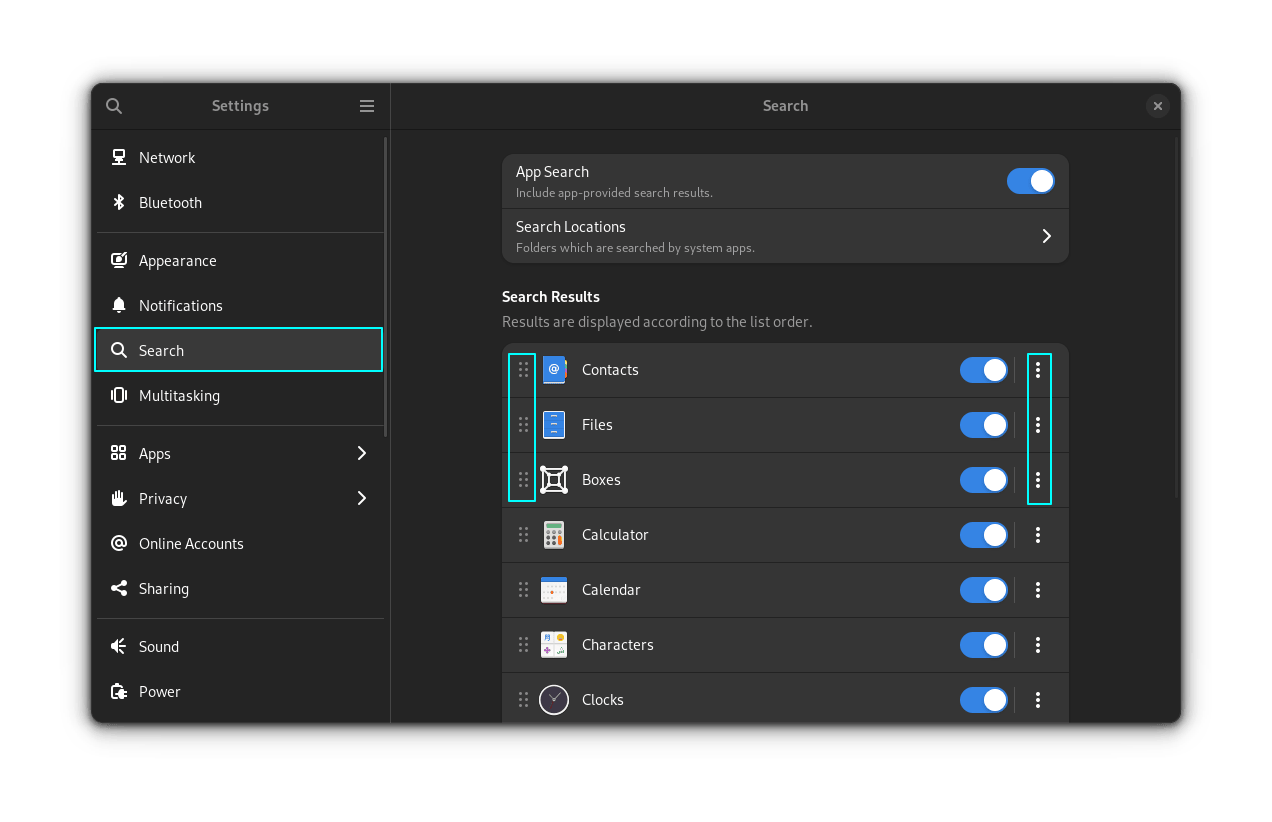 Settings
Search
Network
Bluetooth
Appearance
Notifications
Search
Multitasking
Apps
Privacy
Online Accounts
Sharing
Sound
Power
App Search
Include app-provided search results.
Search Locations
Folders which are searched by system apps.
Search Results
Results are displayed according to the list order.
@ Contacts
Files
Boxes
Calculator
Calendar
Characters
Clocks